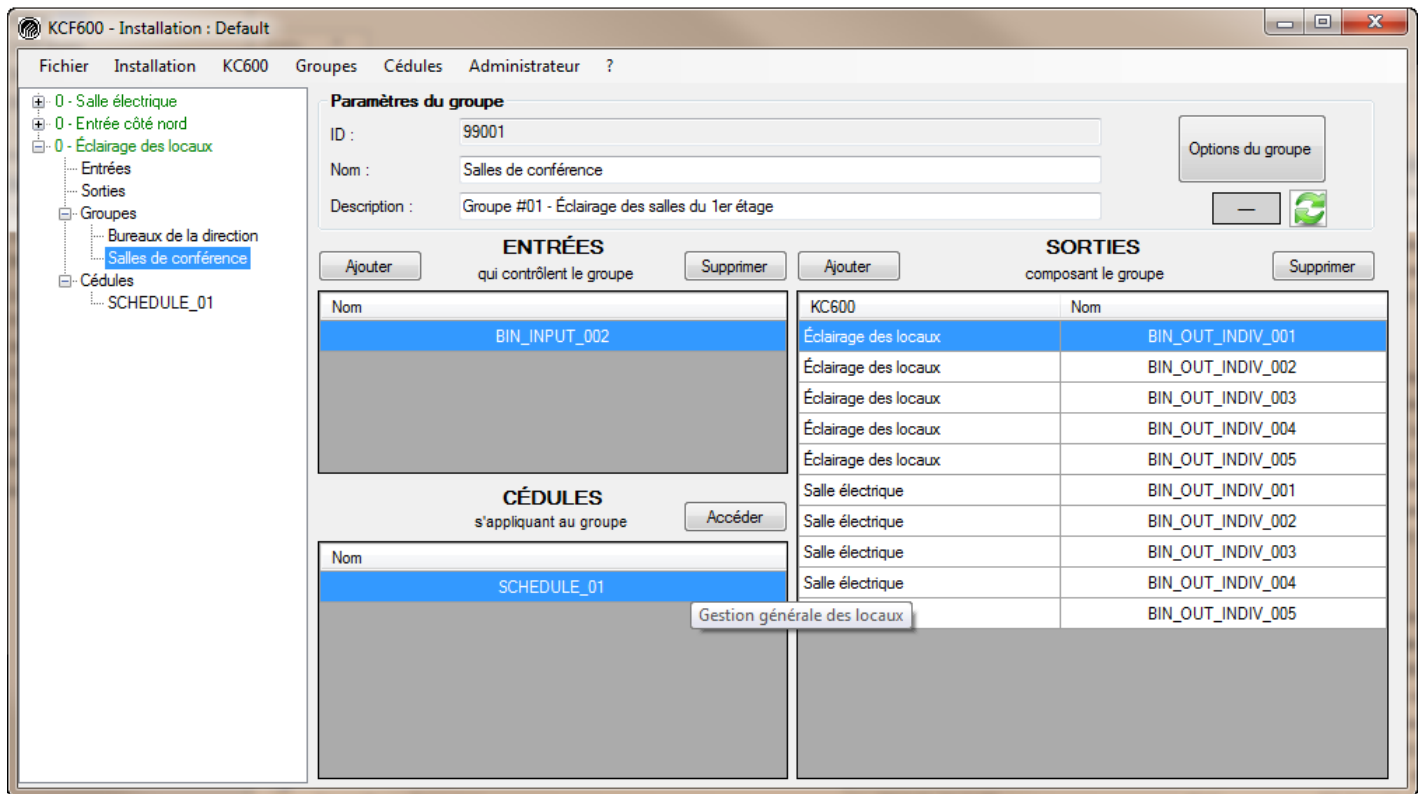 KCF600 - Installation : Default
Fichier Installation KC600 Groupes Cédules Administrateur ?
0 - Salle électrique
0 - Entrée côté nord
0 - Éclairage des locaux
Entrées
Sorties
Groupes
Bureaux de la direction
Salles de conférence
Cédules
SCHEDULE_01
Paramètres du groupe
ID : 99001
Nom : Salles de conférence
Description : Groupe #01 - Éclairage des salles du 1er étage
Options du groupe
—
Ajouter
ENTRÉES
qui contrôlent le groupe
Supprimer
Nom
BIN_INPUT_002
CÉDULES
s'appliquant au groupe
Accéder
Nom
SCHEDULE_01
Gestion générale des locaux
Ajouter
SORTIES
composant le groupe
Supprimer
KC600 Nom
Éclairage des locaux BIN_OUT_INDIV_001
Éclairage des locaux BIN_OUT_INDIV_002
Éclairage des locaux BIN_OUT_INDIV_003
Éclairage des locaux BIN_OUT_INDIV_004
Éclairage des locaux BIN_OUT_INDIV_005
Salle électrique BIN_OUT_INDIV_001
Salle électrique BIN_OUT_INDIV_002
Salle électrique BIN_OUT_INDIV_003
Salle électrique BIN_OUT_INDIV_004
BIN_OUT_INDIV_005